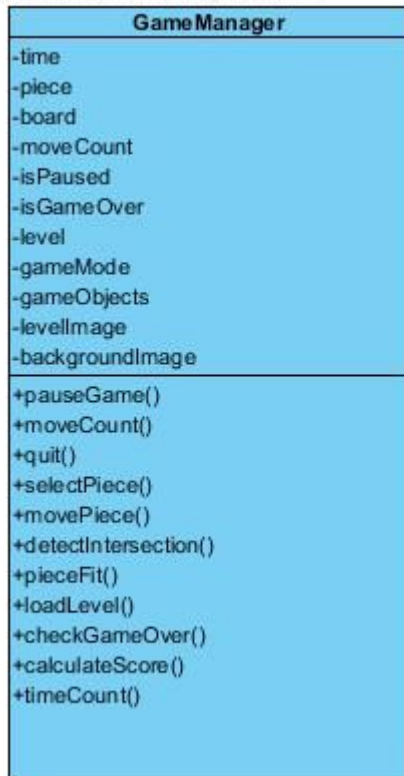 GameManager
-time
-piece
-board
-moveCount
-isPaused
-isGameOver
-level
-gameMode
-gameObjects
-levelImage
-backgroundImage
+pauseGame()
+moveCount()
+quit()
+selectPiece()
+movePiece()
+detectIntersection()
+pieceFit()
+loadLevel()
+checkGameOver()
+calculateScore()
+timeCount()